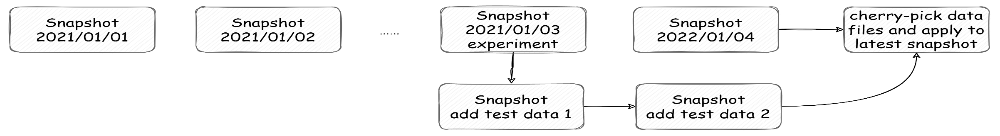 Snapshot
2021/01/01
Snapshot
2021/01/02
......
Snapshot
2021/01/03
experiment
Snapshot
2022/01/04
cherry-pick data
files and apply to
latest snapshot
Snapshot
add test data 1
Snapshot
add test data 2